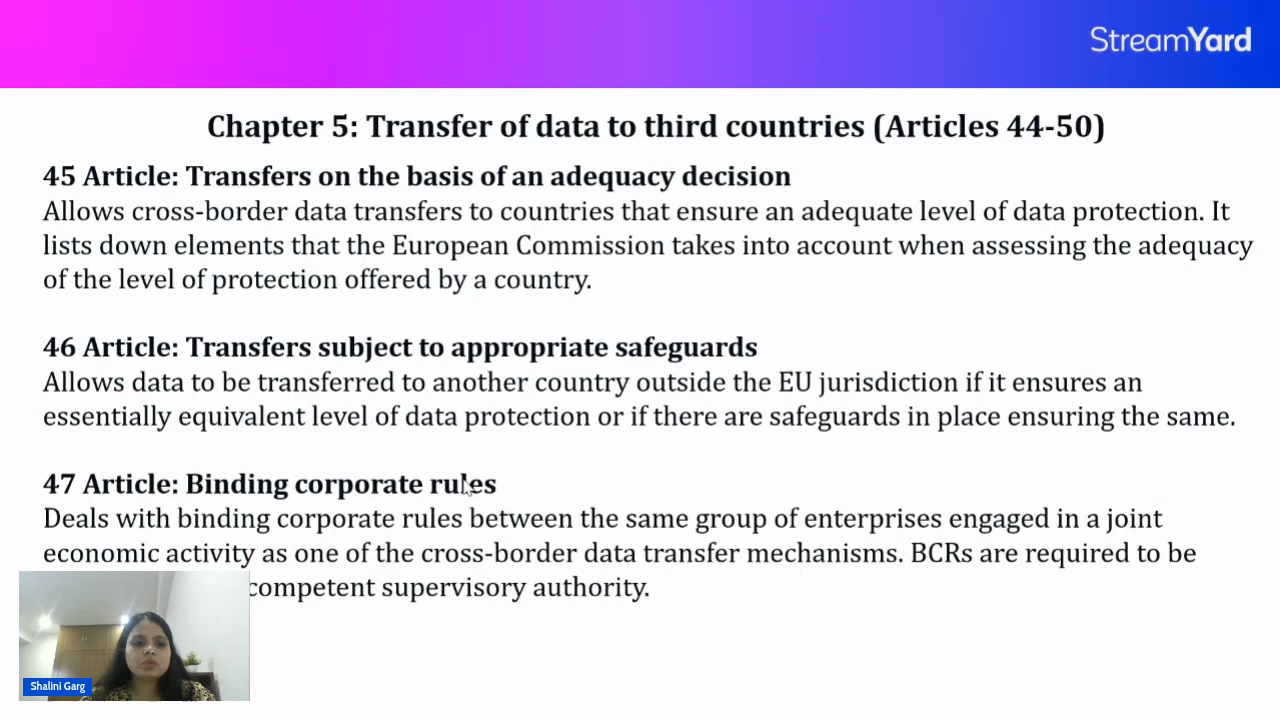 StreamYard
Chapter 5: Transfer of data to third countries (Articles 44-50)
45 Article: Transfers on the basis of an adequacy decision
Allows cross-border data transfers to countries that ensure an adequate level of data protection. It
lists down elements that the European Commission takes into account when assessing the adequacy
of the level of protection offered by a country.
46 Article: Transfers subject to appropriate safeguards
Allows data to be transferred to another country outside the EU jurisdiction if it ensures an
essentially equivalent level of data protection or if there are safeguards in place ensuring the same.
47 Article: Binding corporate rules
Deals with binding corporate rules between the same group of enterprises engaged in a joint
economic activity as one of the cross-border data transfer mechanisms. BCRs are required to be
competent supervisory authority.
Shalini Garg